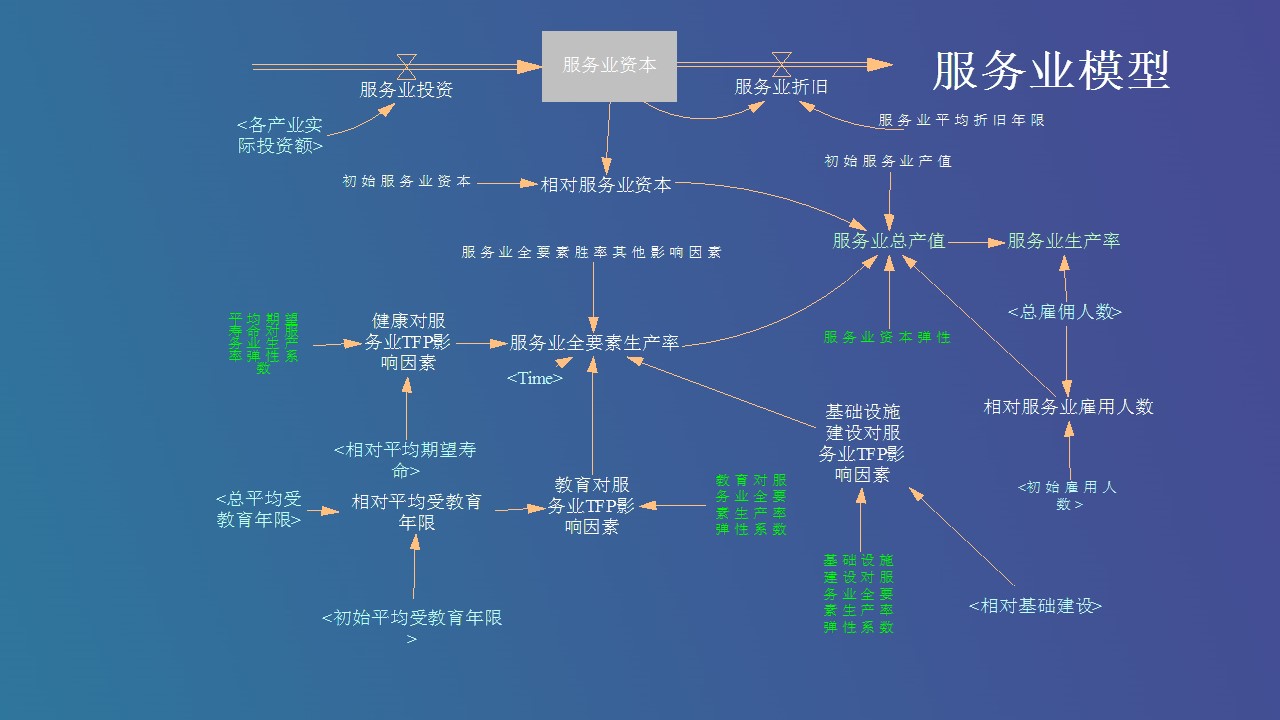 服务业模型
服务业资本
服务业投资
服务业折旧
<各产业实
际投资额>
服务业平均折旧年限
初始服务业产值
初始服务业资本
相对服务业资本
服务业总产值
服务业生产率
服务业全要素胜率其他影响因素
<总雇佣人数>
平均期望
寿命对服
务业生产
率弹性系
数
健康对服
务业TFP影
响因素
服务业全要素生产率
服务业资本弹性
<Time>
相对服务业雇用人数
基础设施
建设对服
务业TFP影
响因素
<相对平均期望寿
命>
<总平均受
教育年限>
相对平均受教育
年限
教育对服
务业TFP影
响因素
教育对服
务业全要
素生产率
弹性系数
<初始雇用人
数>
基础设施
建设对服
务业全要
素生产率
弹性系数
<相对基础建设>
<初始平均受教育年限
>